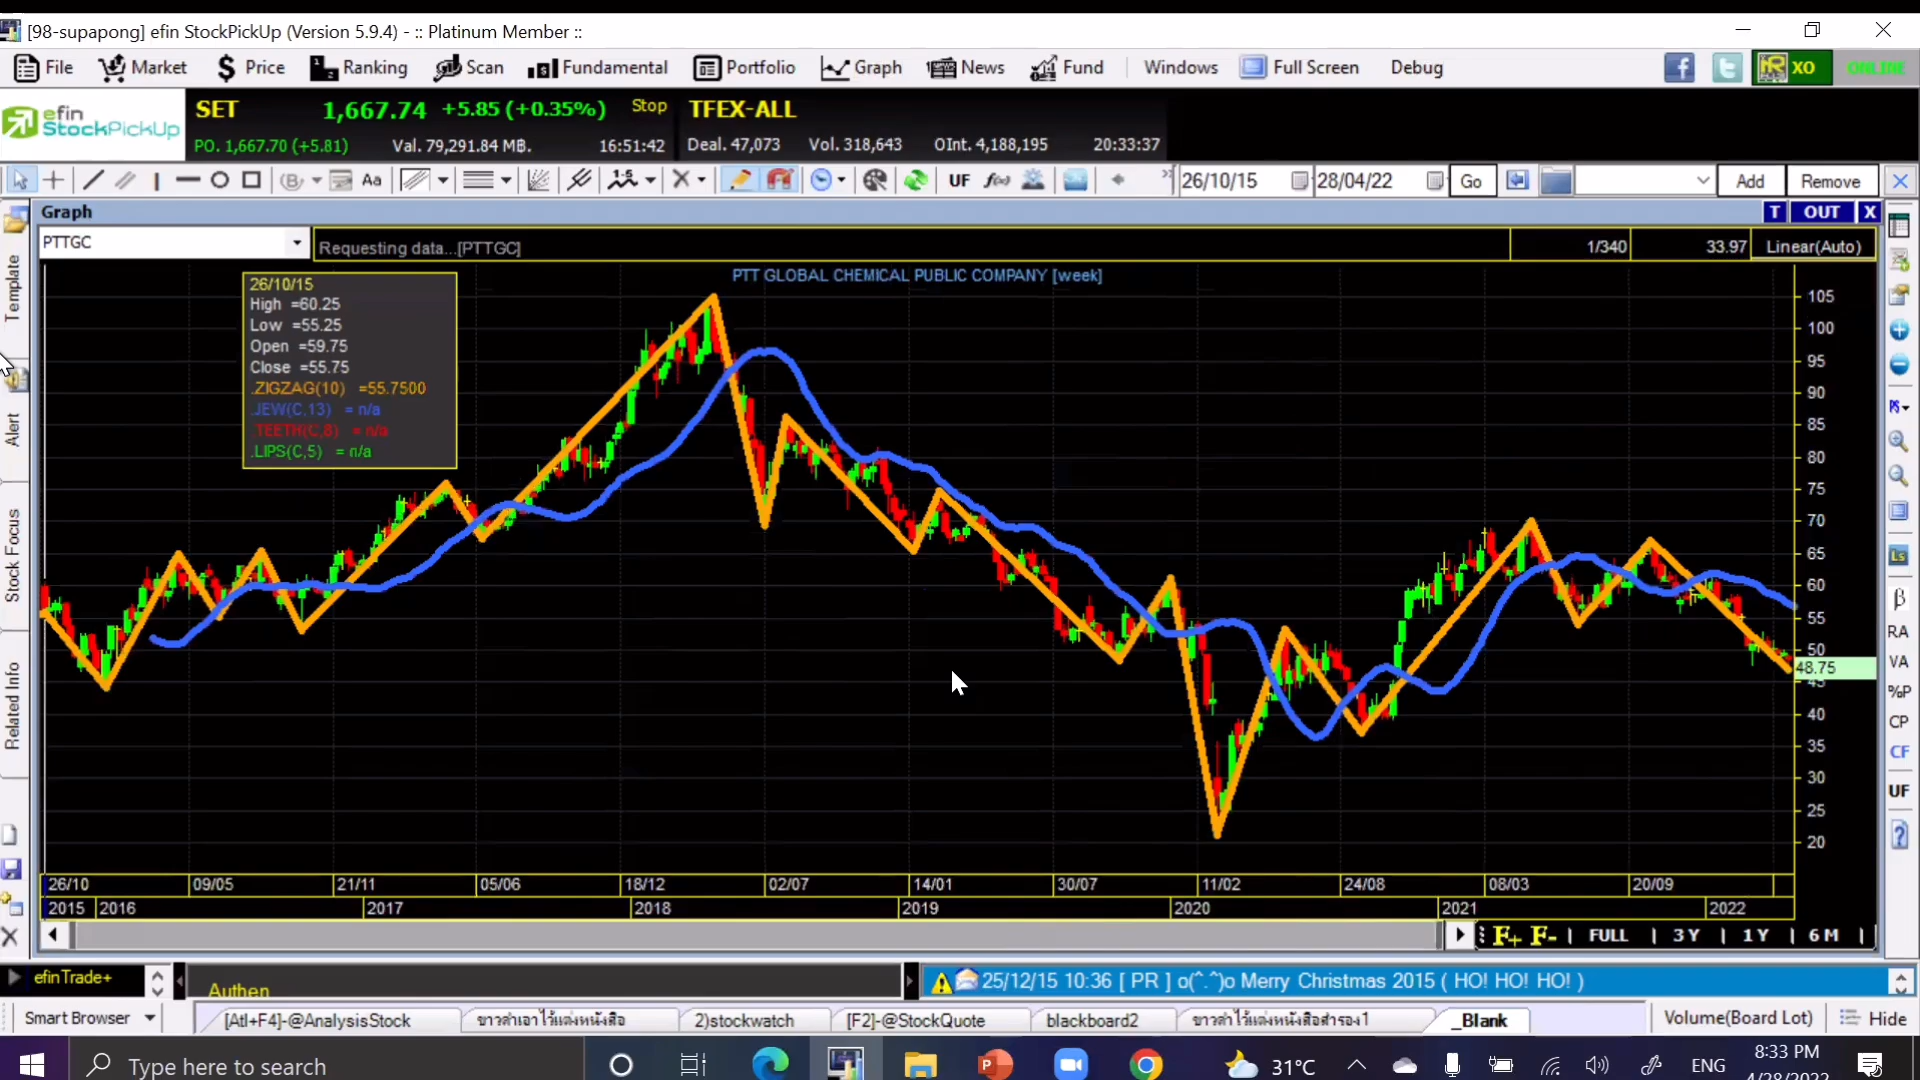 [98-supapong] efin StockPickUp (Version 5.9.4) - :: Platinum Member ::
File Market Price Ranking Scan Fundamental Portfolio Graph News Fund Windows Full Screen Debug XO ONLINE
efin StockPickUp
SET 1,667.74 +5.85 (+0.35%) Stop TFEX-ALL
PO. 1,667.70 (+5.81) Val. 79,291.84 MB. 16:51:42 Deal. 47,073 Vol. 318,643 OInt. 4,188,195 20:33:37
Aa UF f(x) 26/10/15 28/04/22 Go Add Remove
Graph T OUT X
PTTGC Requesting data...[PTTGC] 1/340 33.97 Linear(Auto)
PTT GLOBAL CHEMICAL PUBLIC COMPANY [week]
26/10/15
High =60.25
Low =55.25
Open =59.75
Close =55.75
.ZIGZAG(10) =55.7500
.JEW(C,13) = n/a
.TEETH(C,8) = n/a
.LIPS(C,5) = n/a
Template
Alert
Stock Focus
Related Info
105
100
95
90
85
80
75
70
65
60
55
50
48.75
45
40
35
30
25
20
Ls
β
RA
VA
%P
CP
CF
UF
26/10 09/05 21/11 05/06 18/12 02/07 14/01 30/07 11/02 24/08 08/03 20/09
2015 2016 2017 2018 2019 2020 2021 2022
F+ F- | FULL | 3 Y | 1 Y | 6 M |
efinTrade+ Authen 25/12/15 10:36 [ PR ] o(^.^)o Merry Christmas 2015 ( HO! HO! HO! )
Smart Browser [Atl+F4]-@AnalysisStock ขาวดำเอาไว้แต่งหนังสือ 2)stockwatch [F2]-@StockQuote blackboard2 ขาวดำไว้แต่งหนังสือสำรอง1 _Blank Volume(Board Lot) Hide
Type here to search 31°C ENG 8:33 PM
4/28/2022